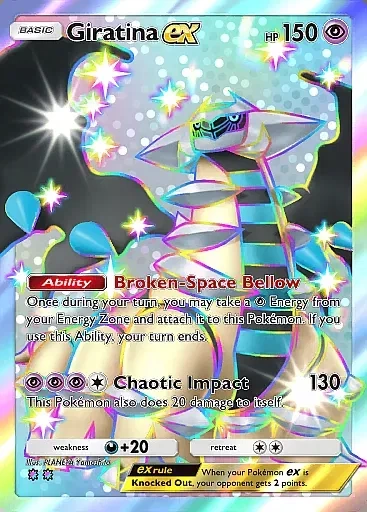 BASIC Giratina ex HP 150
Ability Broken-Space Bellow
Once during your turn, you may take a Energy from
your Energy Zone and attach it to this Pokémon. If you
use this Ability, your turn ends.
Chaotic Impact 130
This Pokémon also does 20 damage to itself.
weakness +20 retreat
Illus. PLANETA Yamashita
ex rule When your Pokémon ex is
Knocked Out, your opponent gets 2 points.